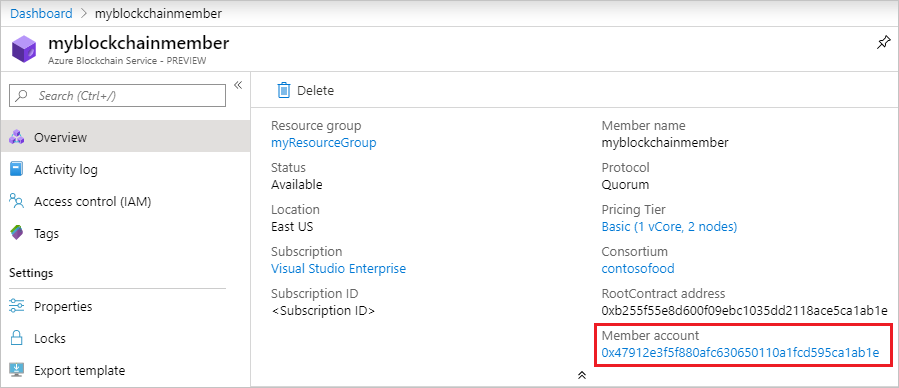 Dashboard > myblockchainmember
myblockchainmember
Azure Blockchain Service - PREVIEW
Search (Ctrl+/)
«
Overview
Activity log
Access control (IAM)
Tags
Settings
Properties
Locks
Export template
Delete
Resource group
myResourceGroup
Status
Available
Location
East US
Subscription
Visual Studio Enterprise
Subscription ID
<Subscription ID>
Member name
myblockchainmember
Protocol
Quorum
Pricing Tier
Basic (1 vCore, 2 nodes)
Consortium
contosofood
RootContract address
0xb255f55e8d600f09ebc1035dd2118ace5ca1ab1e
Member account
0x47912e3f5f880afc630650110a1fcd595ca1ab1e